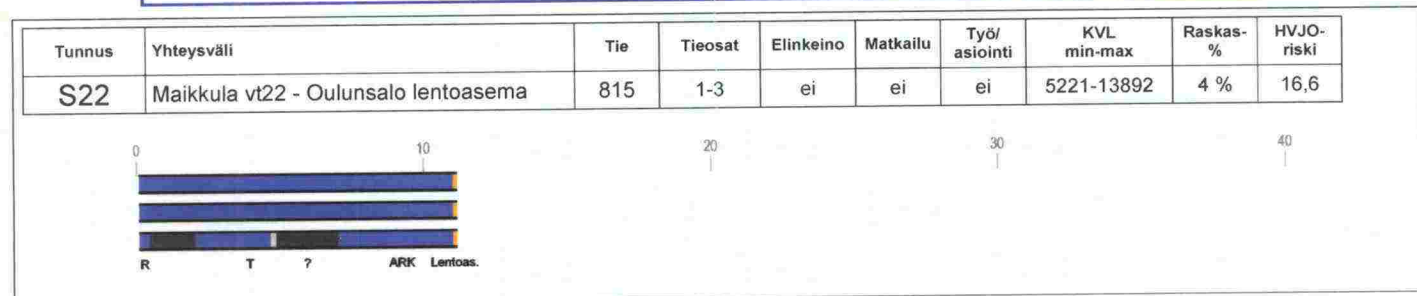 Tunnus Yhteysväli Tie Tieosat Elinkeino Matkailu Työ/ asiointi KVL min-max Raskas- % HVJO- riski
S22 Maikkula vt22 - Oulunsalo lentoasema 815 1-3 ei ei ei 5221-13892 4 % 16,6
0 10 20 30 40
R T ? ARK Lentoas.